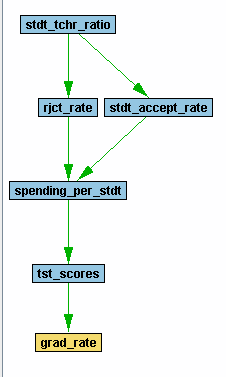 stdt_tchr_ratio
rjct_rate
stdt_accept_rate
spending_per_stdt
tst_scores
grad_rate